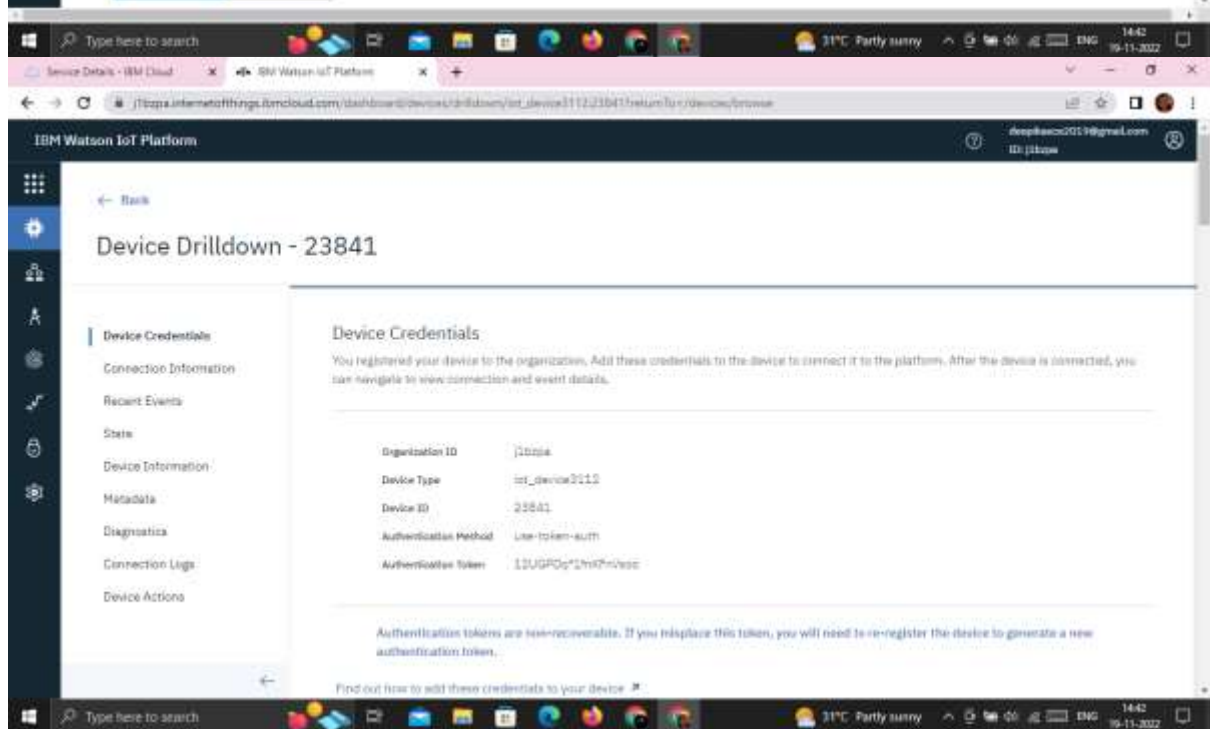 Type here to search
31°C Partly sunny
ENG
14:42
19-11-2022
Service Details - IBM Cloud
IBM Watson IoT Platform
IBM Watson IoT Platform
Back
Device Drilldown - 23841
Device Credentials
Connection Information
Recent Events
State
Device Information
Metadata
Diagnostics
Connection Logs
Device Actions
Device Credentials
You registered your device to the organization. Add these credentials to the device to connect it to the platform. After the device is connected, you
can navigate to view connection and event details.
Organization ID
Device Type iot_device3112
Device ID 23841
Authentication Method use-token-auth
Authentication Token
Authentication tokens are non-recoverable. If you misplace this token, you will need to re-register the device to generate a new
authentication token.
Find out how to add these credentials to your device
Type here to search
31°C Partly sunny
ENG
14:42
19-11-2022